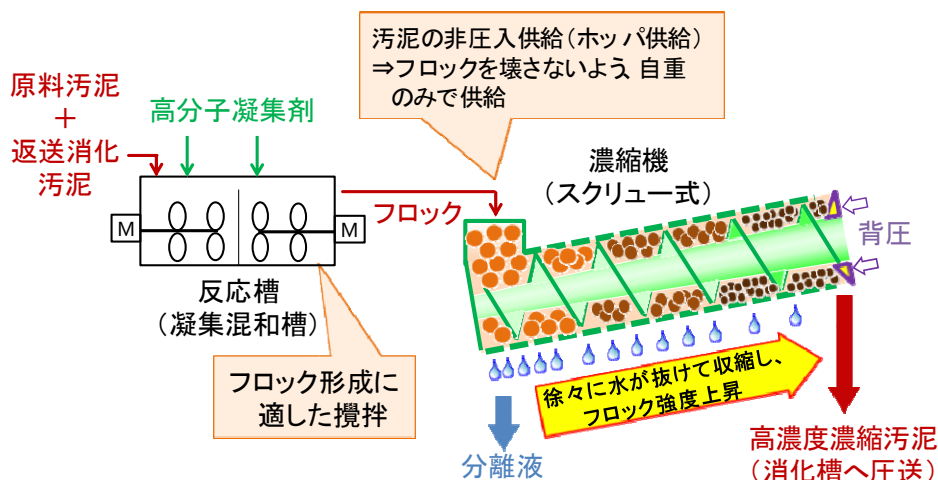 汚泥の非圧入供給(ホッパ供給)
⇒フロックを壊さないよう、自重
のみで供給
原料汚泥
+
返送消化
汚泥
高分子凝集剤
濃縮機
(スクリュー式)
フロック
M
M
背圧
反応槽
(凝集混和槽)
フロック形成に
適した攪拌
徐々に水が抜けて収縮し、
フロック強度上昇
分離液
高濃度濃縮汚泥
(消化槽へ圧送)